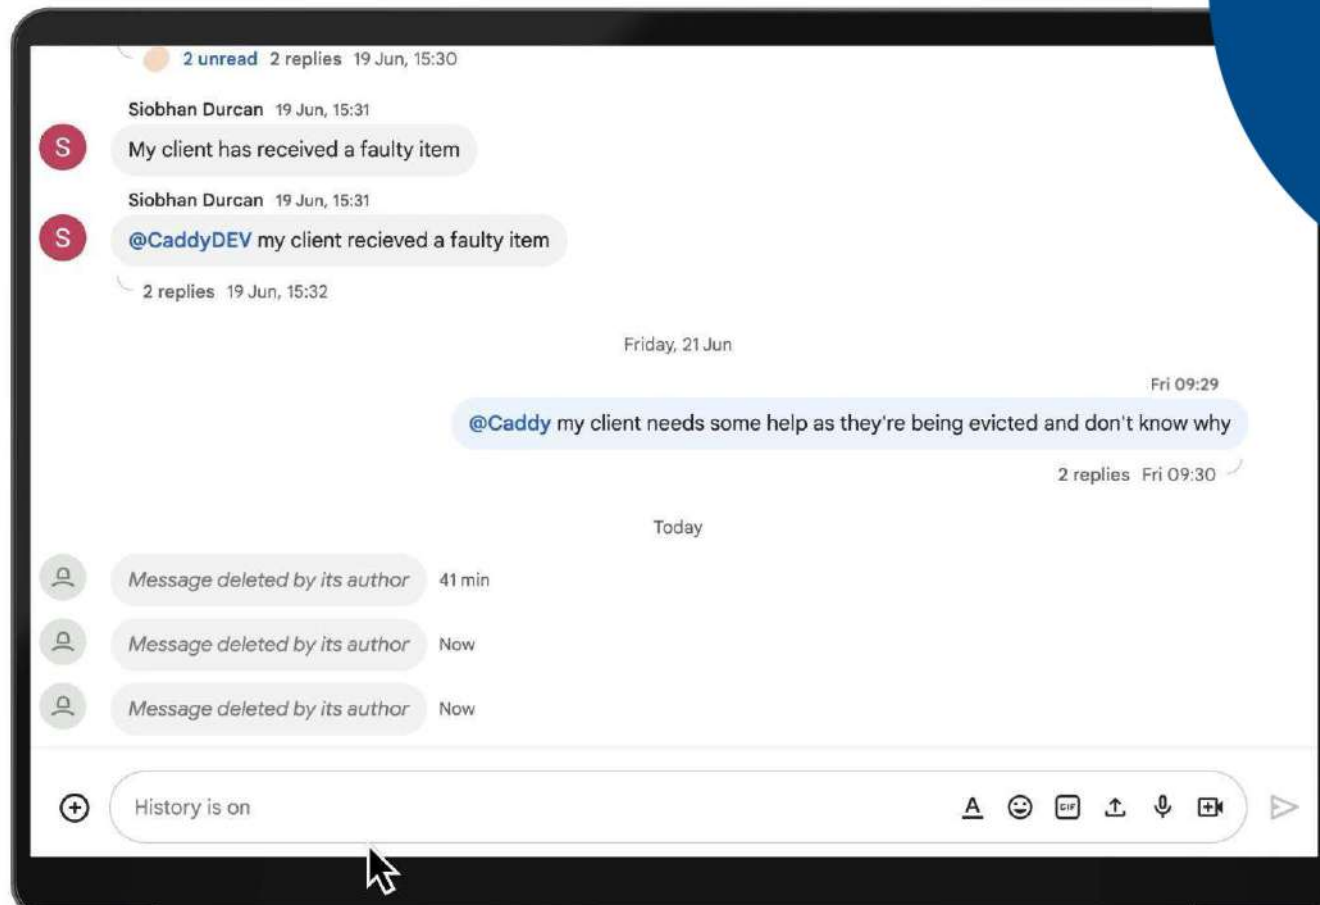 2 unread 2 replies 19 Jun, 15:30
Siobhan Durcan 19 Jun, 15:31
S
My client has received a faulty item
Siobhan Durcan 19 Jun, 15:31
S
@CaddyDEV my client recieved a faulty item
2 replies 19 Jun, 15:32
Friday, 21 Jun
Fri 09:29
@Caddy my client needs some help as they're being evicted and don't know why
2 replies Fri 09:30
Today
Message deleted by its author 41 min
Message deleted by its author Now
Message deleted by its author Now
History is on
A
GIF